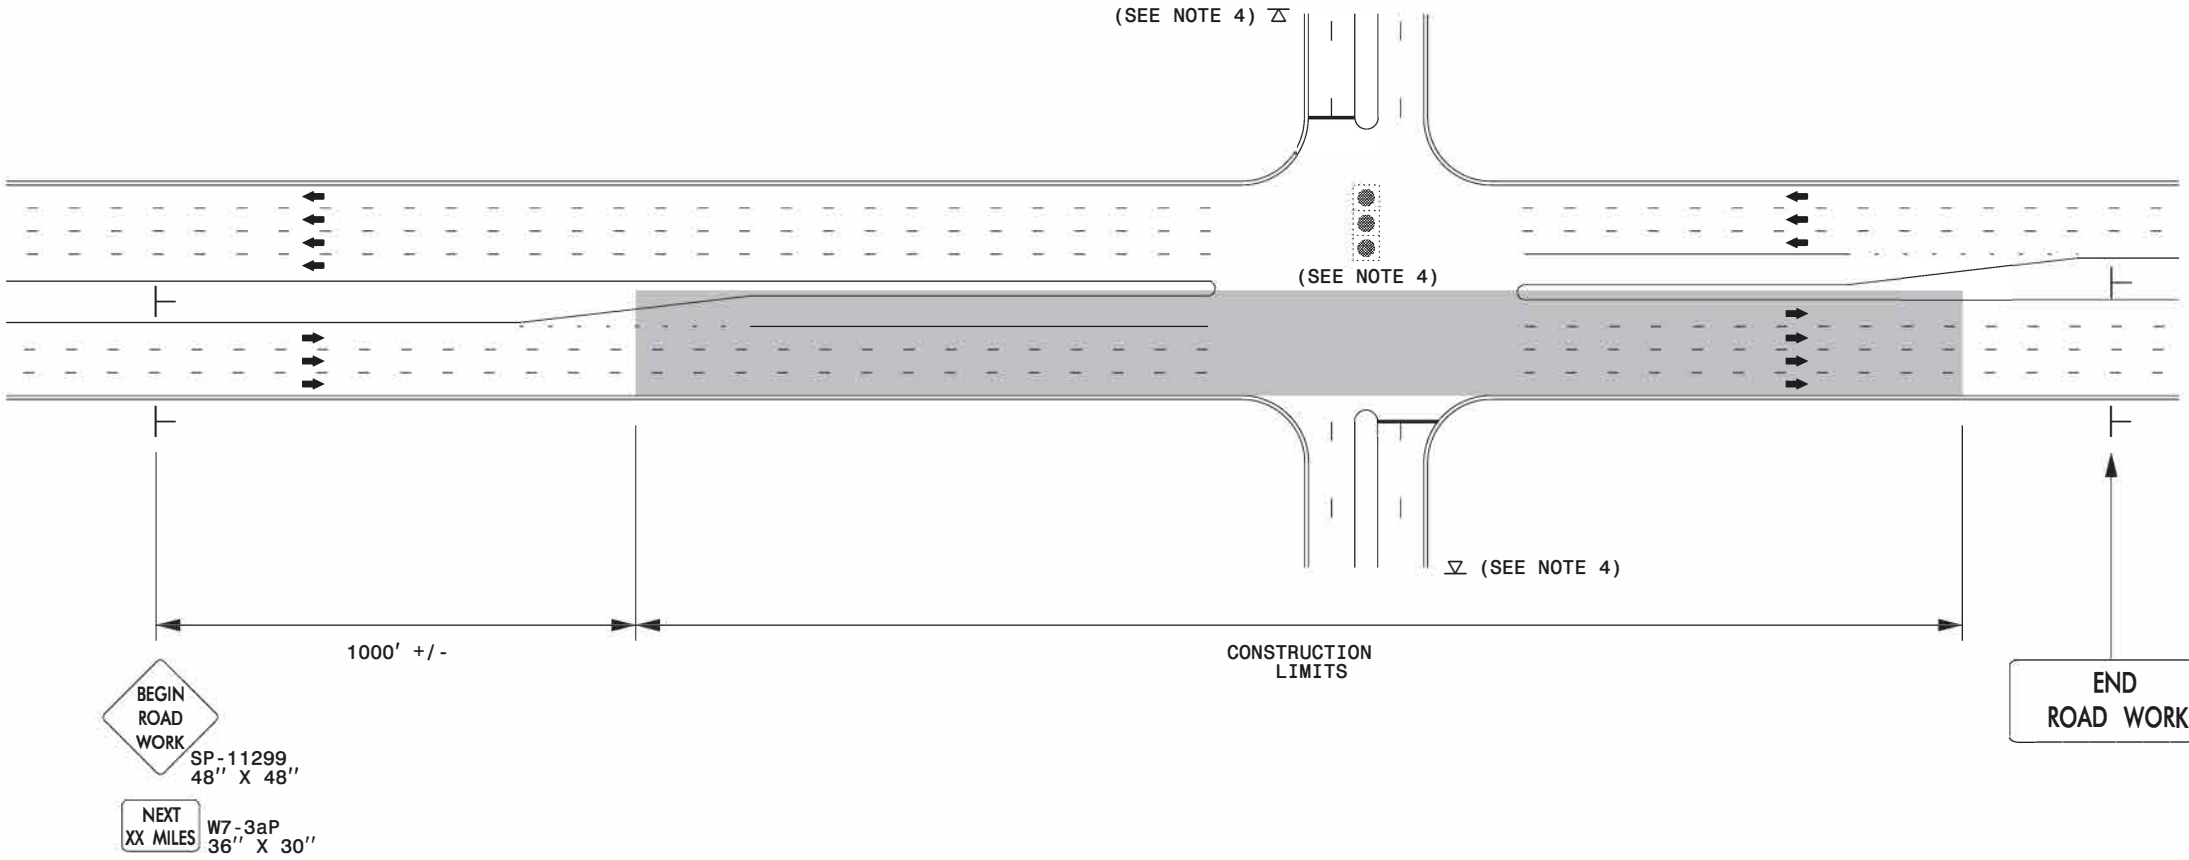 (SEE NOTE 4)
(SEE NOTE 4)
(SEE NOTE 4)
1000' +/-
CONSTRUCTION
LIMITS
BEGIN
ROAD
WORK
SP-11299
48'' X 48''
NEXT
XX MILES
W7-3aP
36'' X 30''
END
ROAD WORK